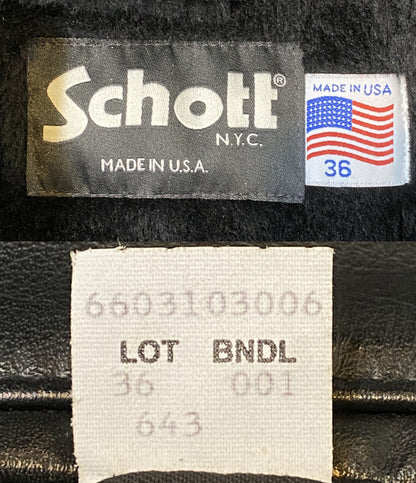 Schott®
N.Y.C.
MADE IN U.S.A.
MADE IN USA
36
6603103006
LOT BNDL
36 001
643